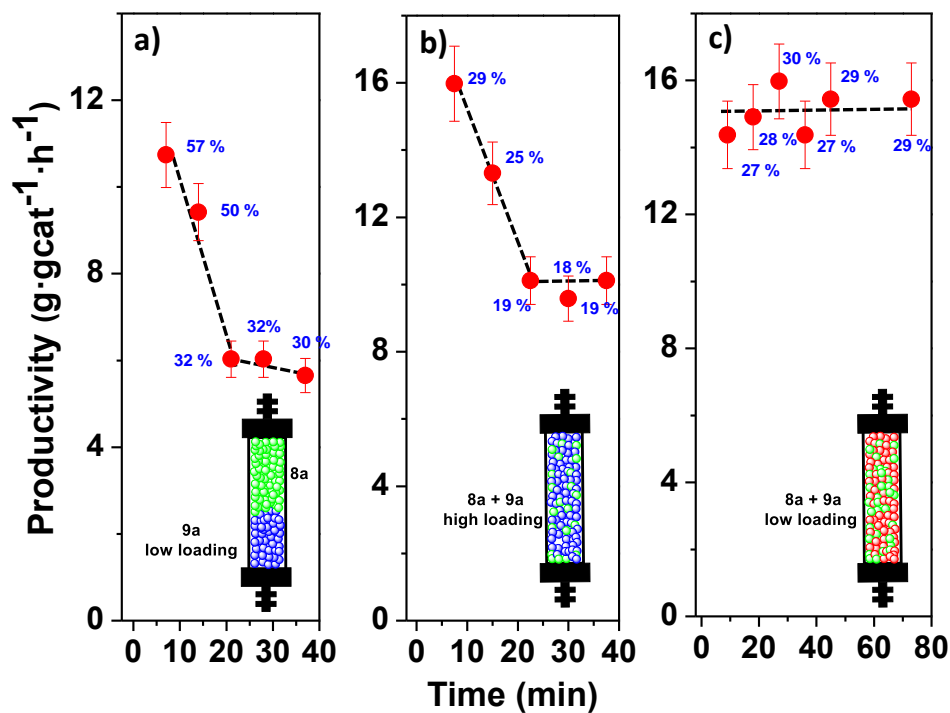 Productivity (g·gcat⁻¹·h⁻¹)
a)
12
8
4
0
57 %
50 %
32 %
32%
30 %
8a
9a
low loading
0 10 20 30 40
b)
16
12
8
4
0
29 %
25 %
18 %
19 %
19 %
8a + 9a
high loading
0 10 20 30 40
c)
16
12
8
4
0
30 %
29 %
28 %
27 %
27 %
29 %
8a + 9a
low loading
0 20 40 60 80
Time (min)